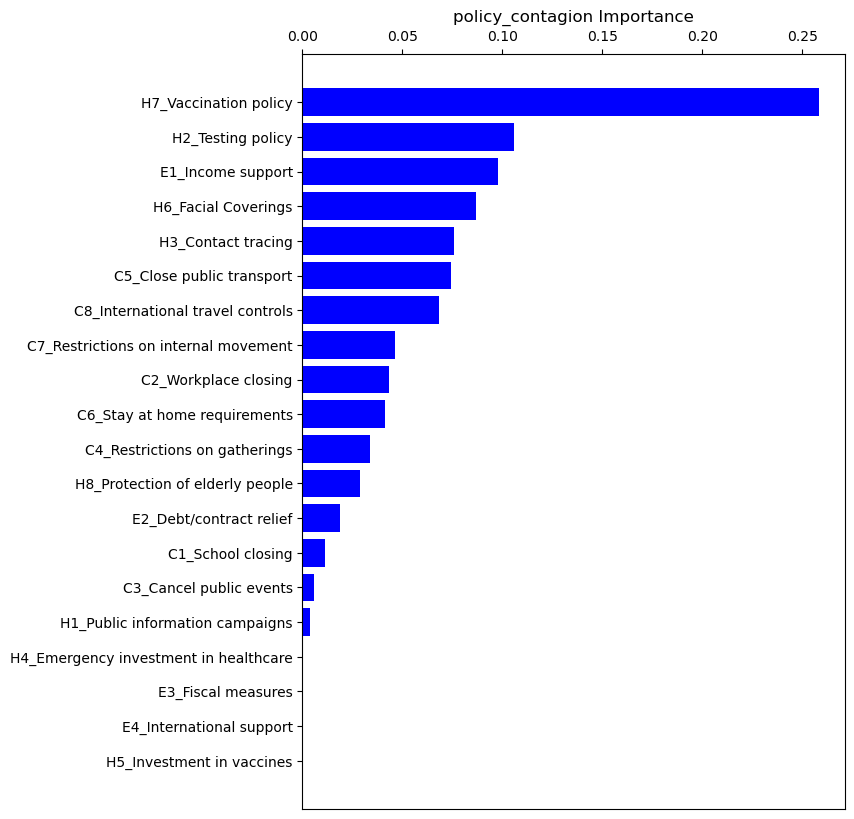 policy_contagion Importance
0.00 0.05 0.10 0.15 0.20 0.25
H7_Vaccination policy
H2_Testing policy
E1_Income support
H6_Facial Coverings
H3_Contact tracing
C5_Close public transport
C8_International travel controls
C7_Restrictions on internal movement
C2_Workplace closing
C6_Stay at home requirements
C4_Restrictions on gatherings
H8_Protection of elderly people
E2_Debt/contract relief
C1_School closing
C3_Cancel public events
H1_Public information campaigns
H4_Emergency investment in healthcare
E3_Fiscal measures
E4_International support
H5_Investment in vaccines